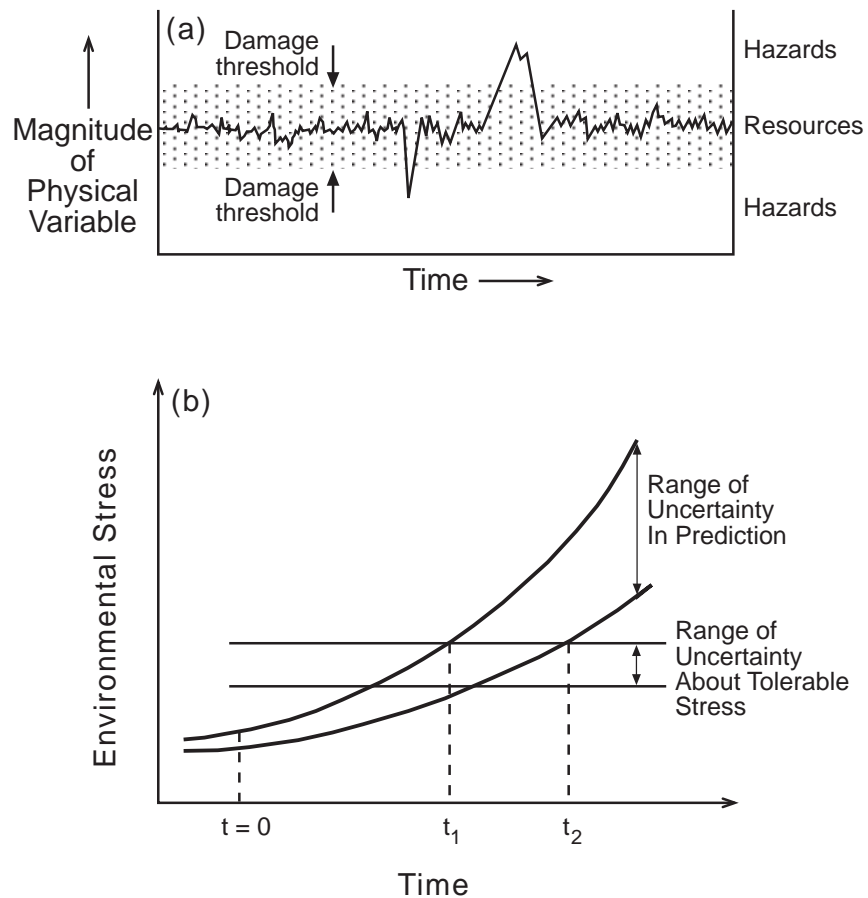 (a)
Damage
threshold
Hazards
Magnitude
of
Physical
Variable
Resources
Damage
threshold
Hazards
Time
(b)
Environmental Stress
Range of
Uncertainty
In Prediction
Range of
Uncertainty
About Tolerable
Stress
t = 0
t₁
t₂
Time